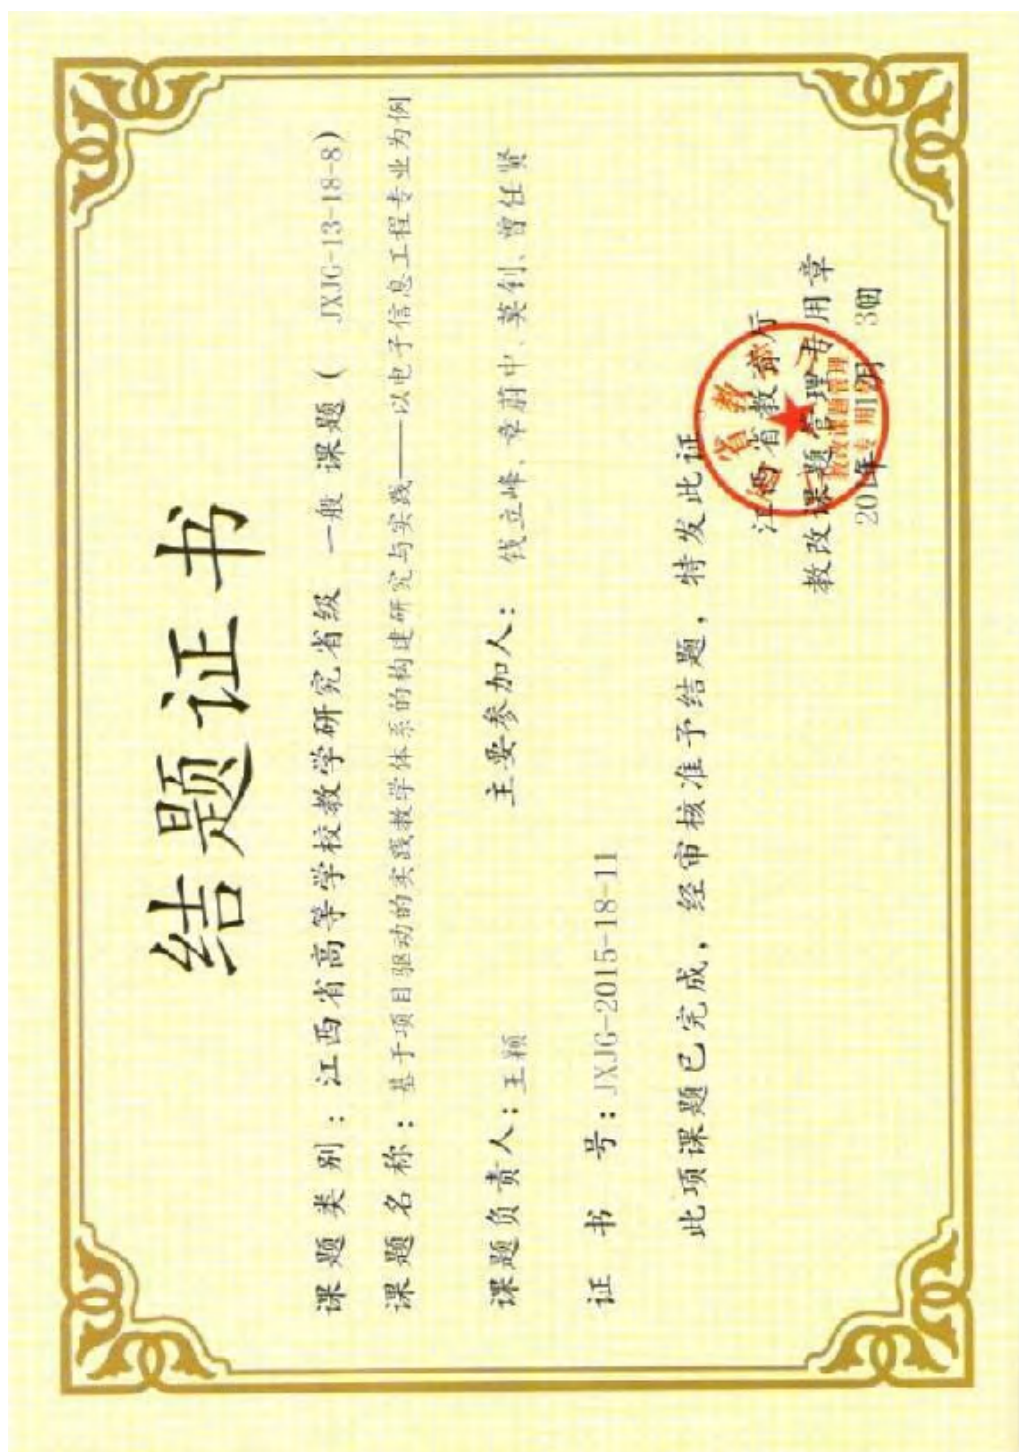 结题证书
课题类别：江西省高等学校教学研究省级 一般 课题（ JXJG-13-18-8）
课题名称：基于项目驱动的实践教学体系的构建研究与实践——以电子信息工程专业为例
课题负责人：王颖 主要参加人：钱立峰、章蔚中、莫钊、曾任贤
证 书 号：JXJG-2015-18-11
此项课题已完成，经审核准予结题，特发此证
江西省教育厅
教改课题管理专用章